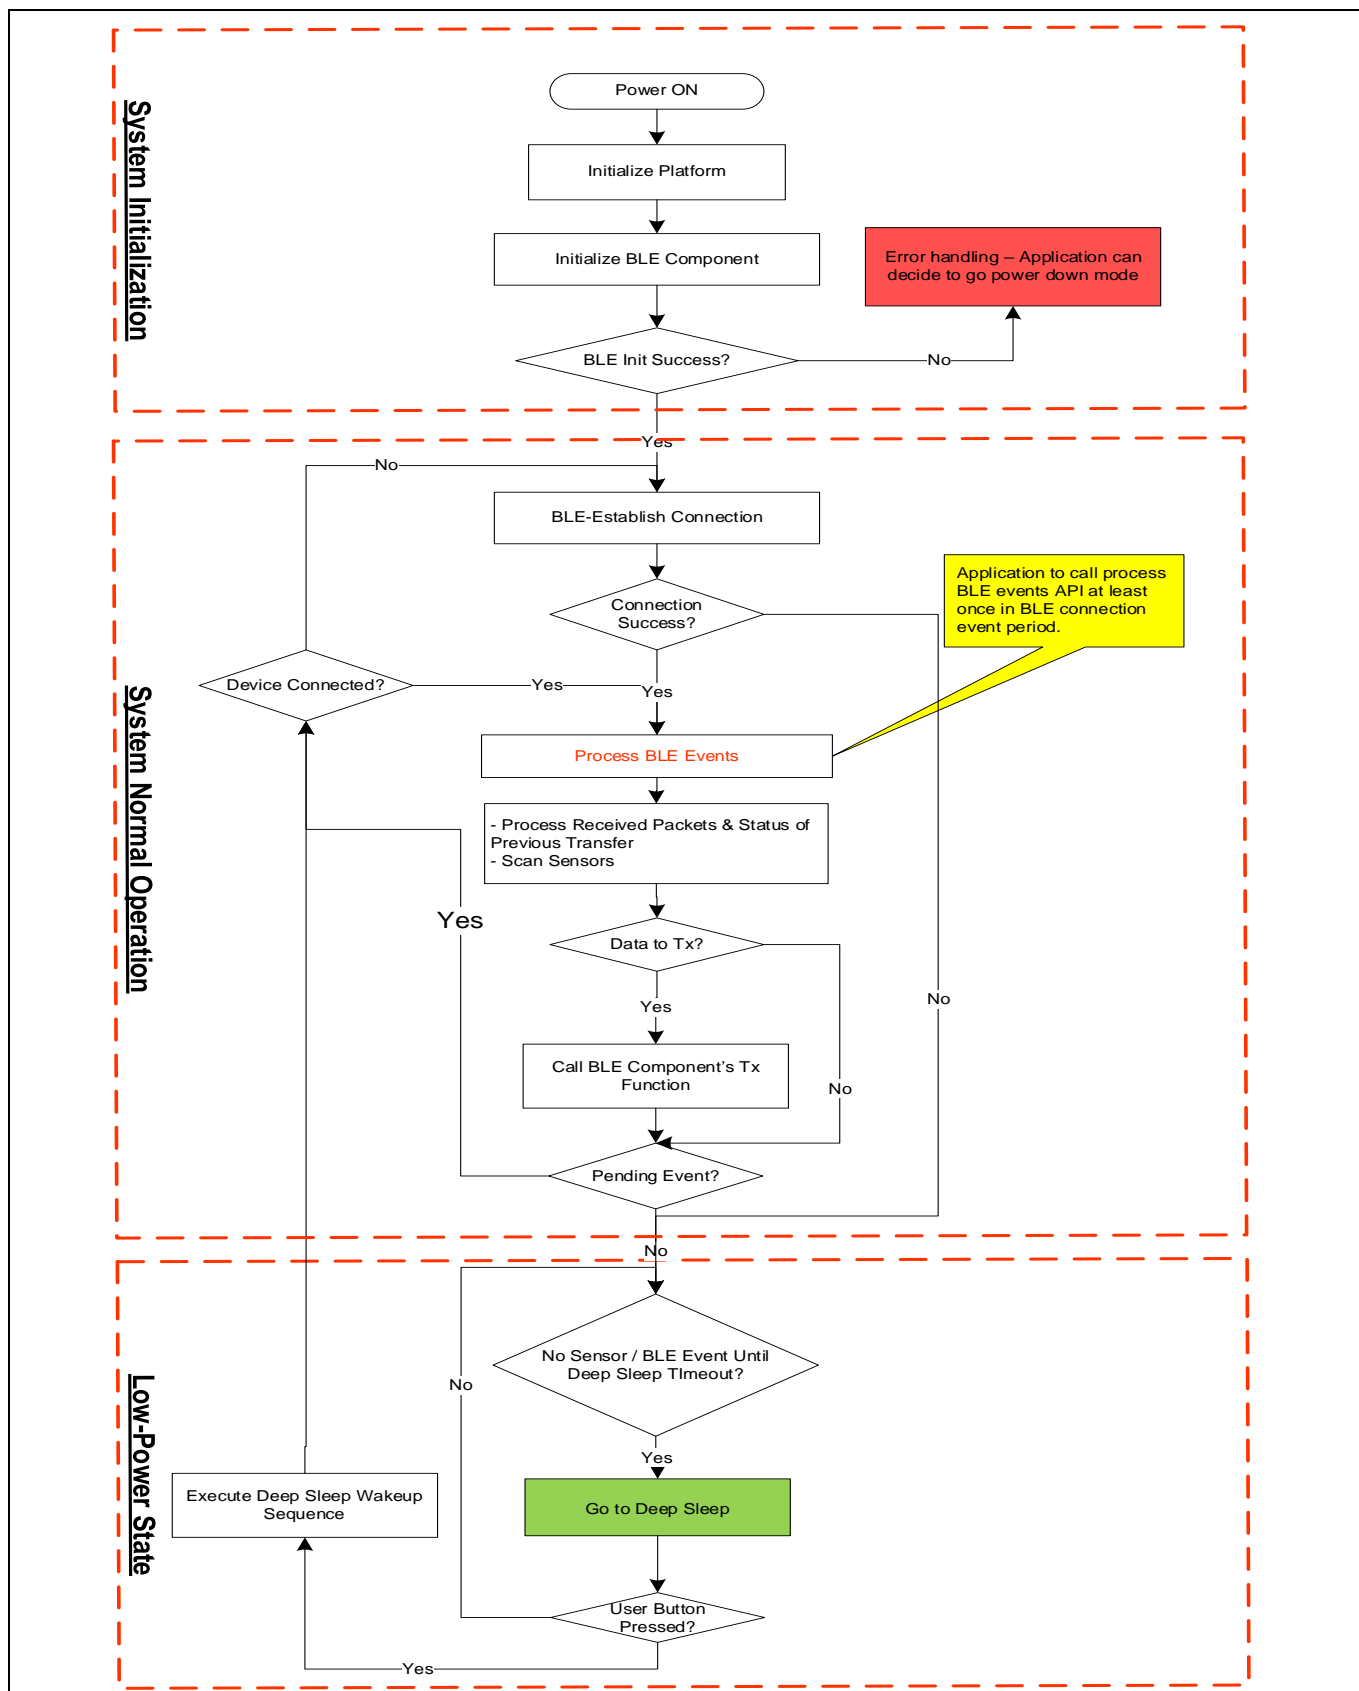 System Initialization
Power ON
Initialize Platform
Initialize BLE Component
Error handling – Application can
decide to go power down mode
BLE Init Success?
No
Yes
System Normal Operation
No
BLE-Establish Connection
Application to call process
BLE events API at least
once in BLE connection
event period.
Connection
Success?
Device Connected?
Yes
Yes
Process BLE Events
- Process Received Packets & Status of
Previous Transfer
- Scan Sensors
Yes
Data to Tx?
No
Yes
Call BLE Component's Tx
Function
No
Pending Event?
No
Low-Power State
No Sensor / BLE Event Until
Deep Sleep TImeout?
No
Yes
Execute Deep Sleep Wakeup
Sequence
Go to Deep Sleep
User Button
Pressed?
Yes